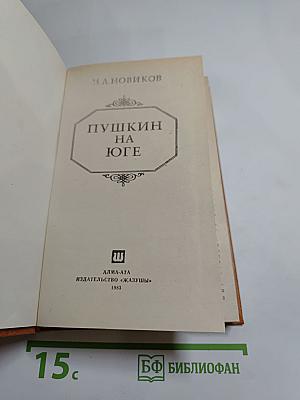 И.А.НОВИКОВ
ПУШКИН
НА
ЮГЕ
АЛМА-АТА
ИЗДАТЕЛЬСТВО «ЖАЗУШЫ»
1983
15с
БФ БИБЛИОФАН